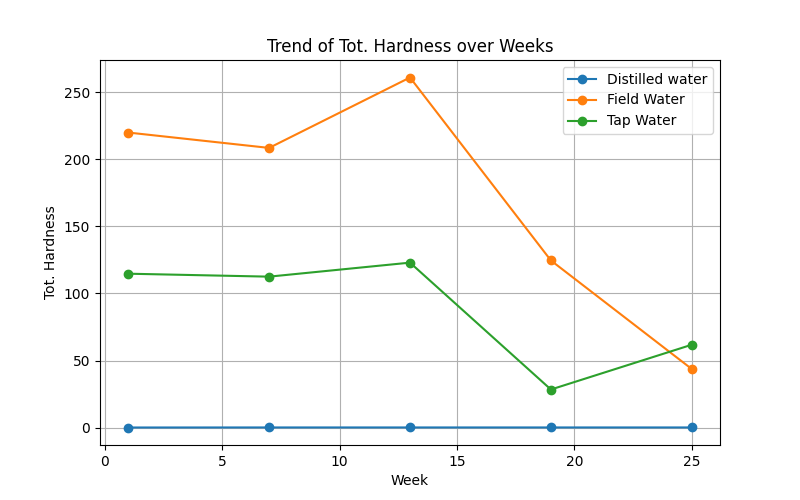 Trend of Tot. Hardness over Weeks
Distilled water
Field Water
Tap Water
Tot. Hardness
250
200
150
100
50
0
0 5 10 15 20 25
Week